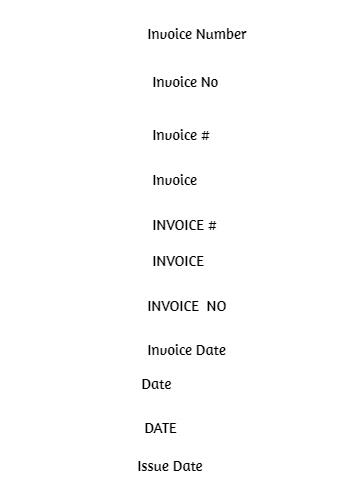 Invoice Number
Invoice No
Invoice #
Invoice
INVOICE #
INVOICE
INVOICE NO
Invoice Date
Date
DATE
Issue Date